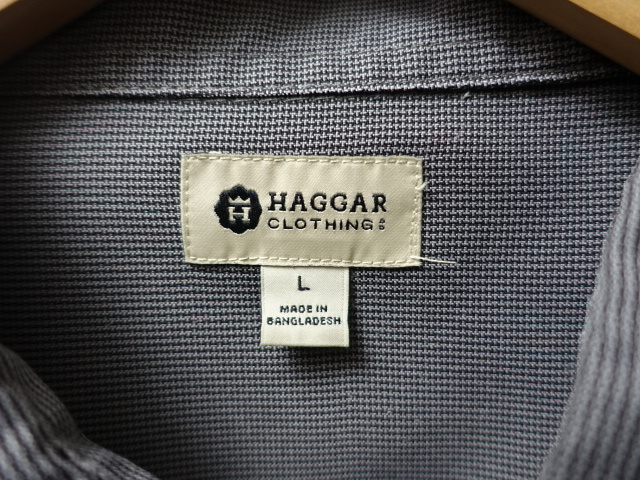 H HAGGAR
CLOTHING CO
L
MADE IN
BANGLADESH